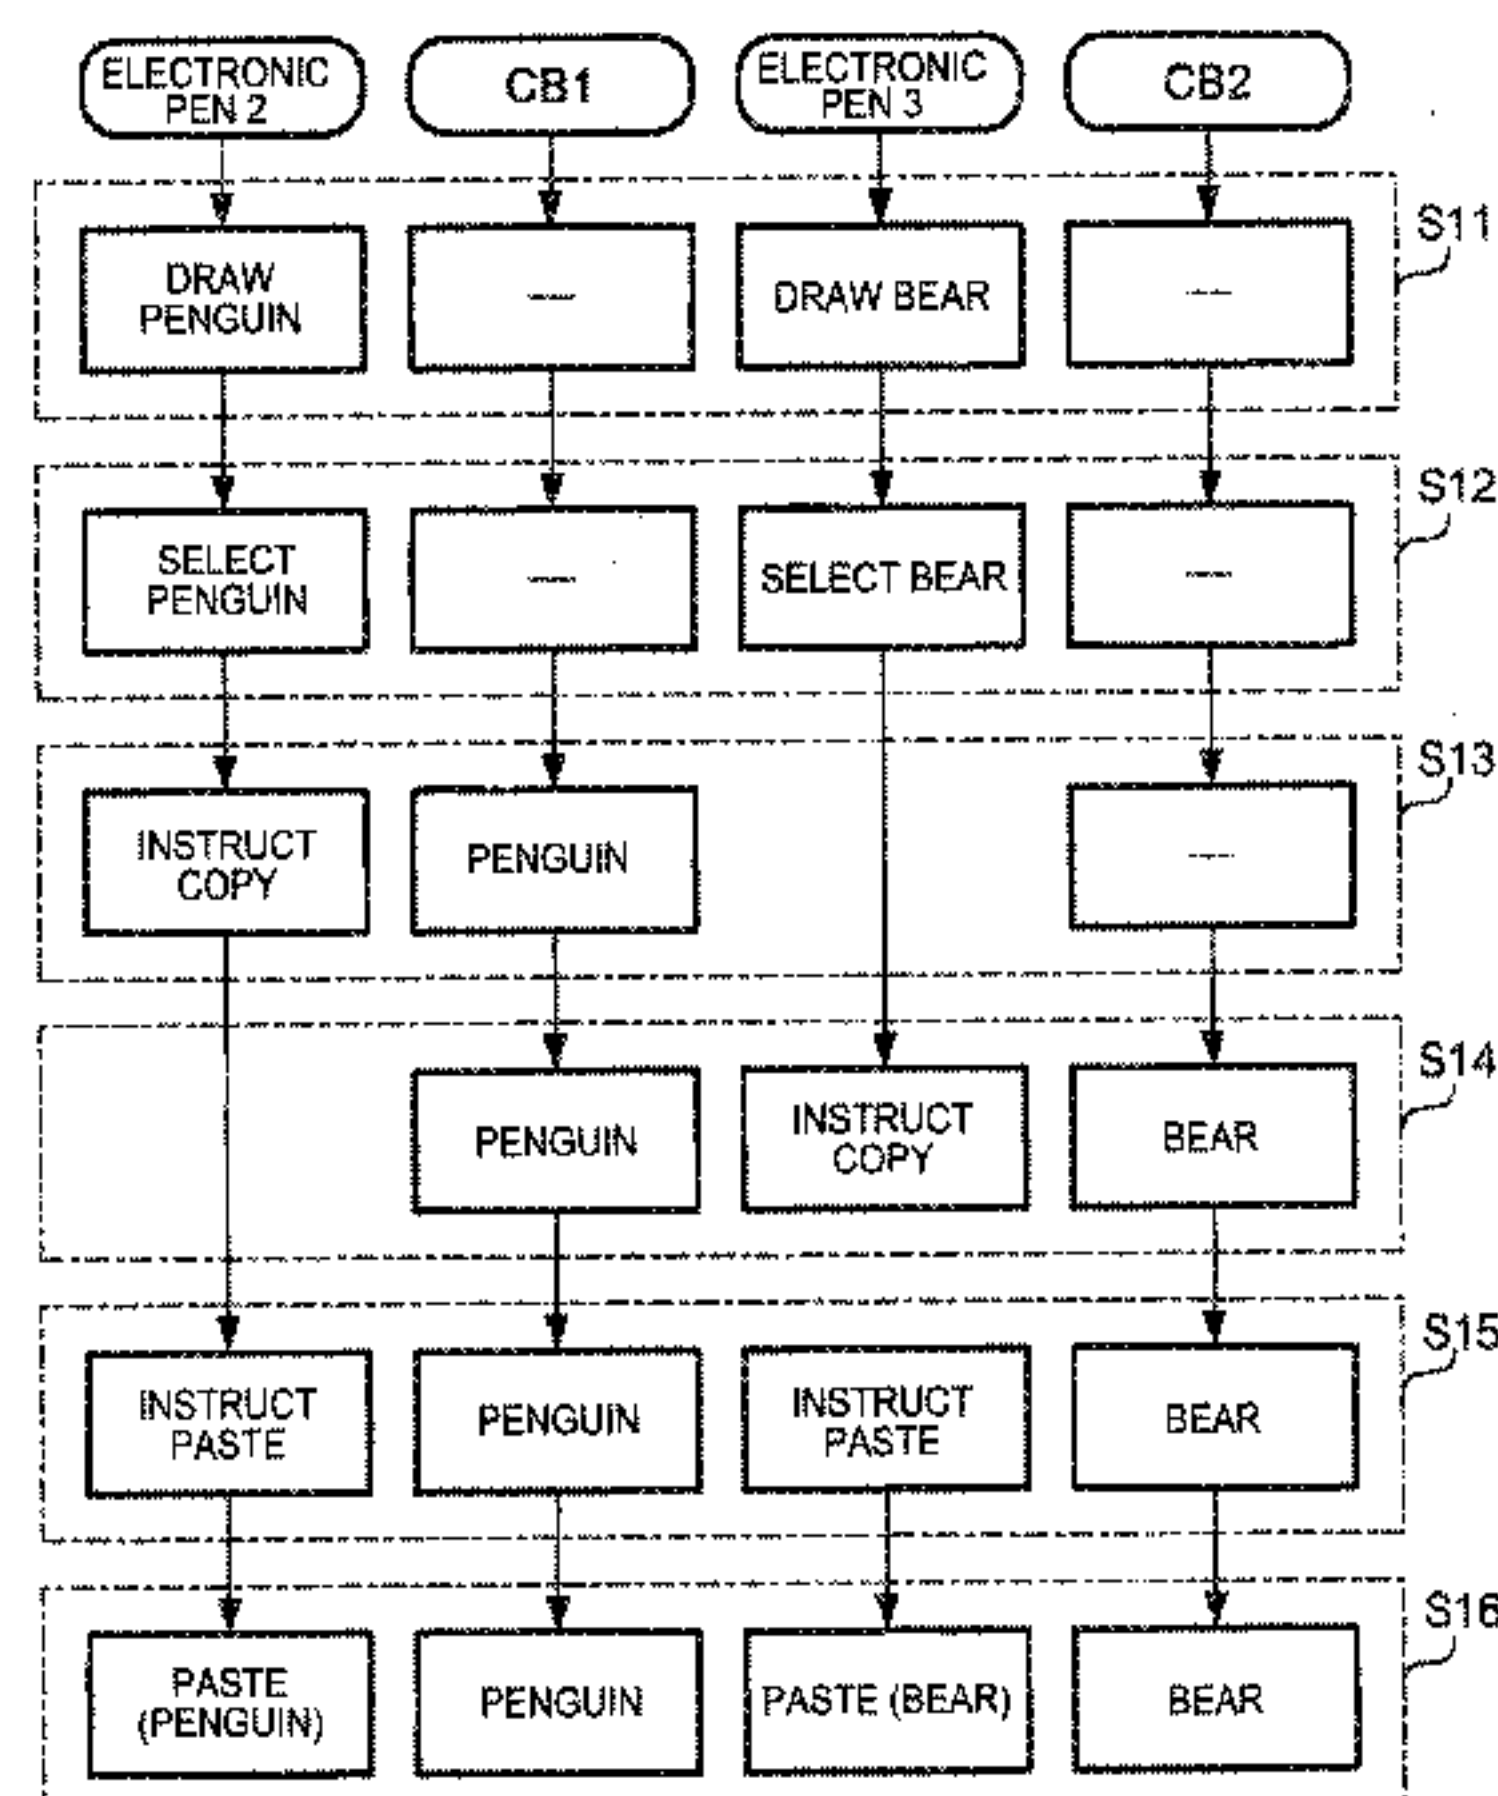 ELECTRONIC
PEN 2
CB1
ELECTRONIC
PEN 3
CB2
S11
DRAW
PENGUIN
—
DRAW BEAR
—
S12
SELECT
PENGUIN
—
SELECT BEAR
—
S13
INSTRUCT
COPY
PENGUIN
—
S14
PENGUIN
INSTRUCT
COPY
BEAR
S15
INSTRUCT
PASTE
PENGUIN
INSTRUCT
PASTE
BEAR
S16
PASTE
(PENGUIN)
PENGUIN
PASTE (BEAR)
BEAR